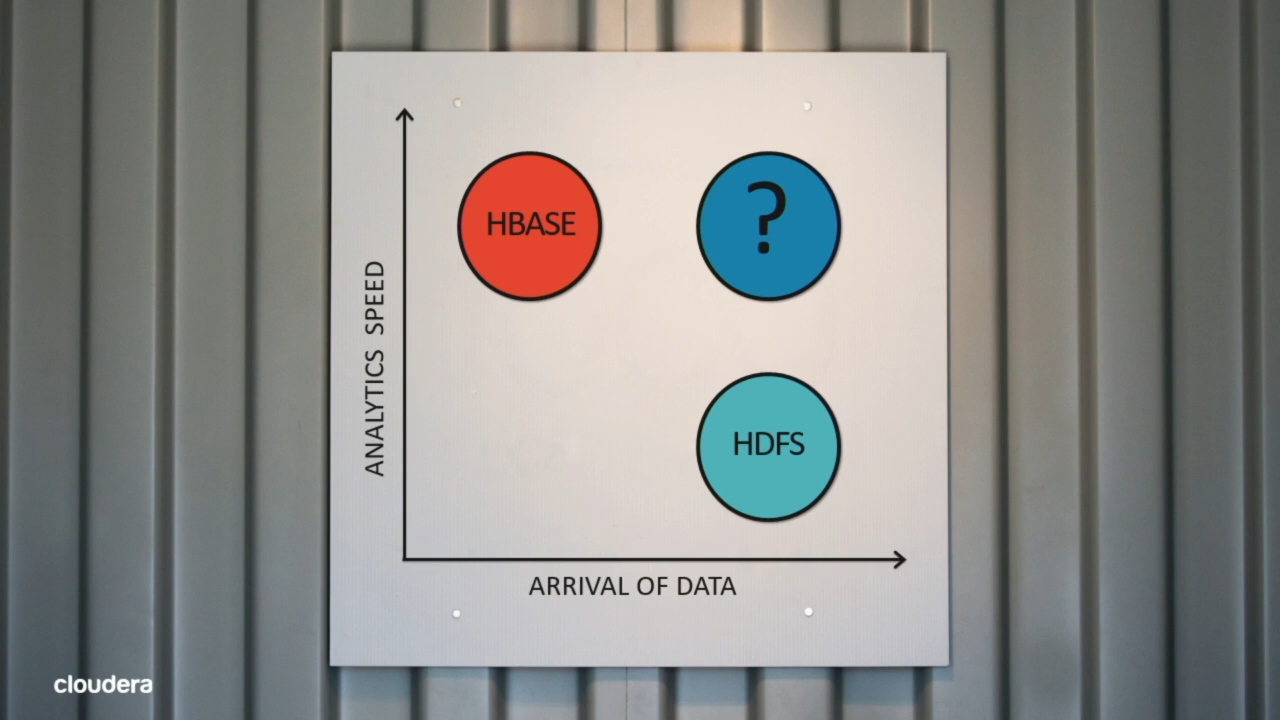 HBASE
?
ANALYTICS SPEED
HDFS
ARRIVAL OF DATA
cloudera